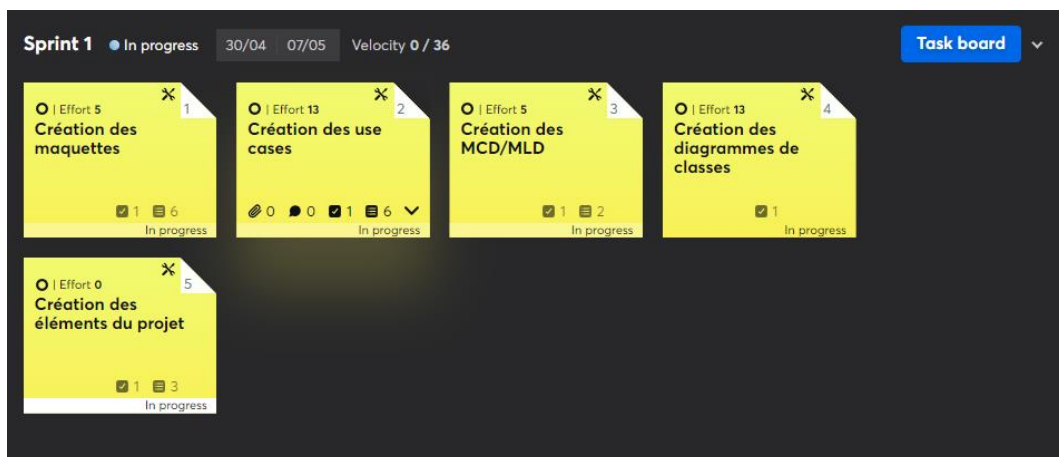 Sprint 1 In progress 30/04 07/05 Velocity 0 / 36 Task board
| Effort 5 1
Création des
maquettes
1 6
In progress
| Effort 13 2
Création des use
cases
0 0 1 6
In progress
| Effort 5 3
Création des
MCD/MLD
1 2
In progress
| Effort 13 4
Création des
diagrammes de
classes
1
In progress
| Effort 0 5
Création des
éléments du projet
1 3
In progress